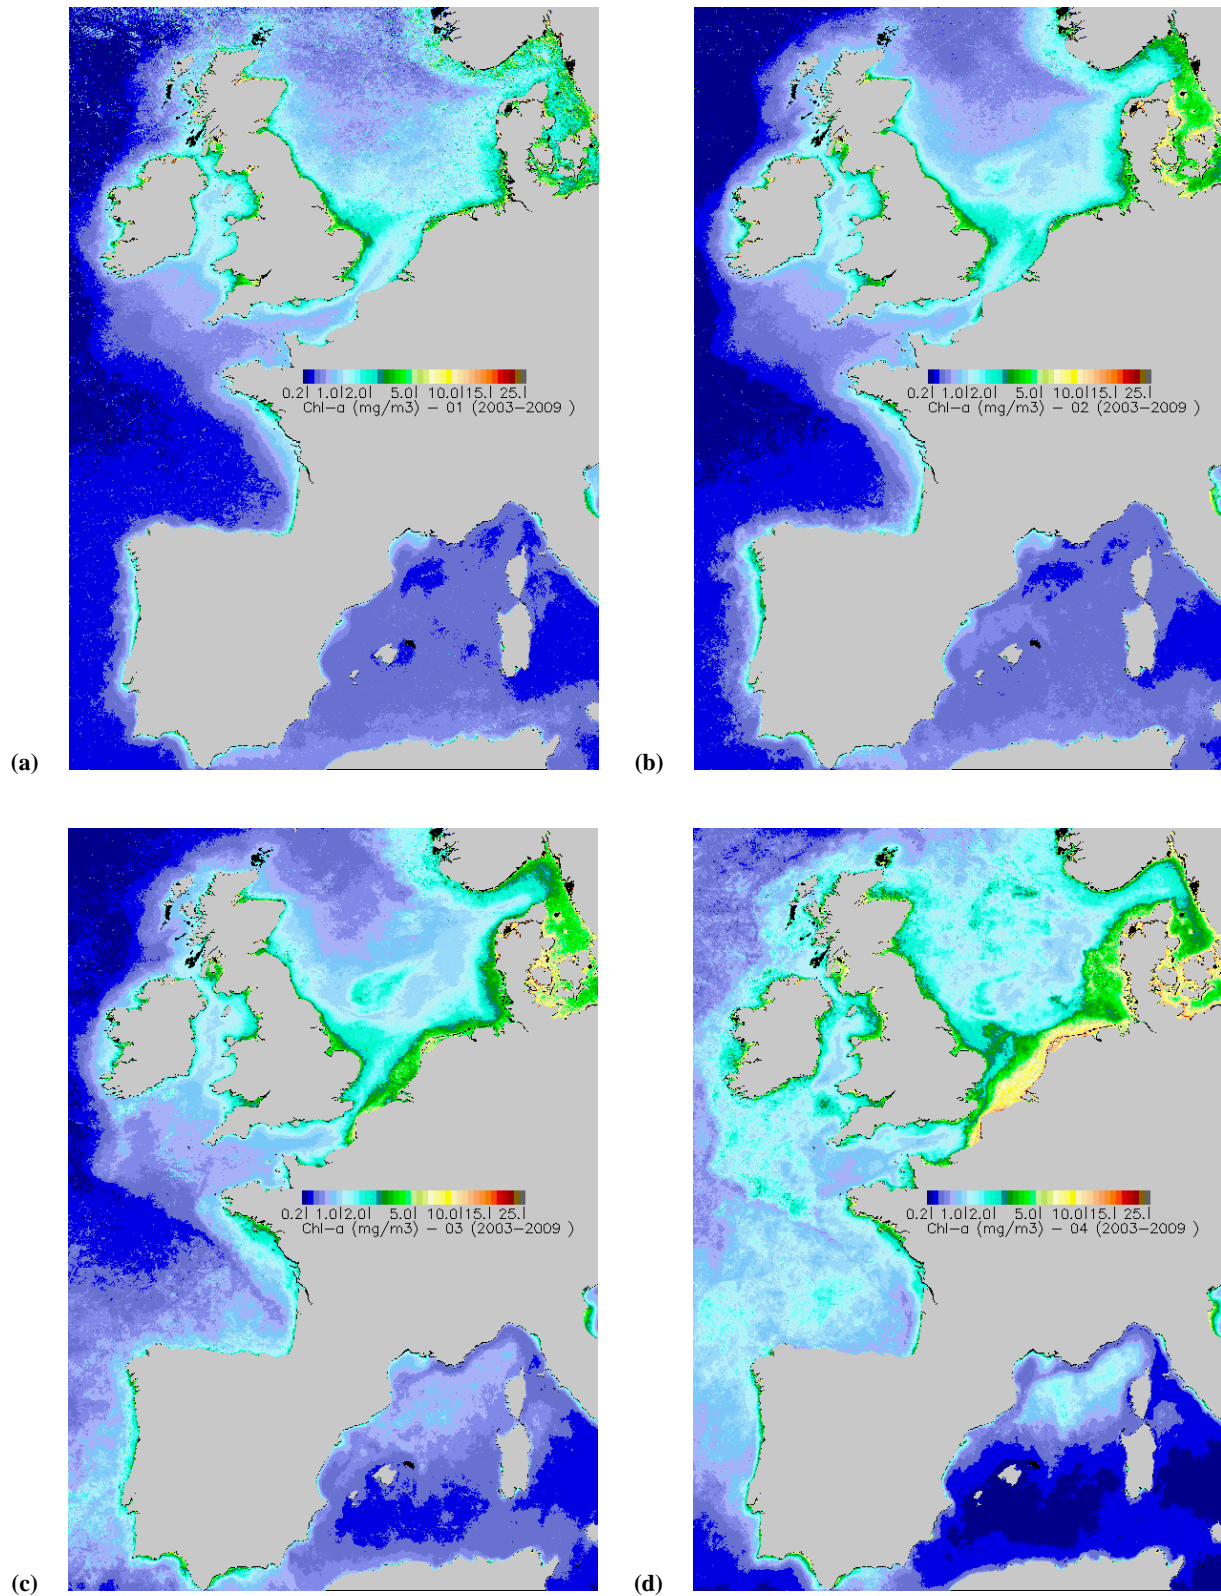 0.2| 1.0|2.0| 5.0| 10.0|15.| 25.|
Chl-a (mg/m3) - 01 (2003-2009 )
(a)
0.2| 1.0|2.0| 5.0| 10.0|15.| 25.|
Chl-a (mg/m3) - 02 (2003-2009 )
(b)
0.2| 1.0|2.0| 5.0| 10.0|15.| 25.|
Chl-a (mg/m3) - 03 (2003-2009 )
(c)
0.2| 1.0|2.0| 5.0| 10.0|15.| 25.|
Chl-a (mg/m3) - 04 (2003-2009 )
(d)